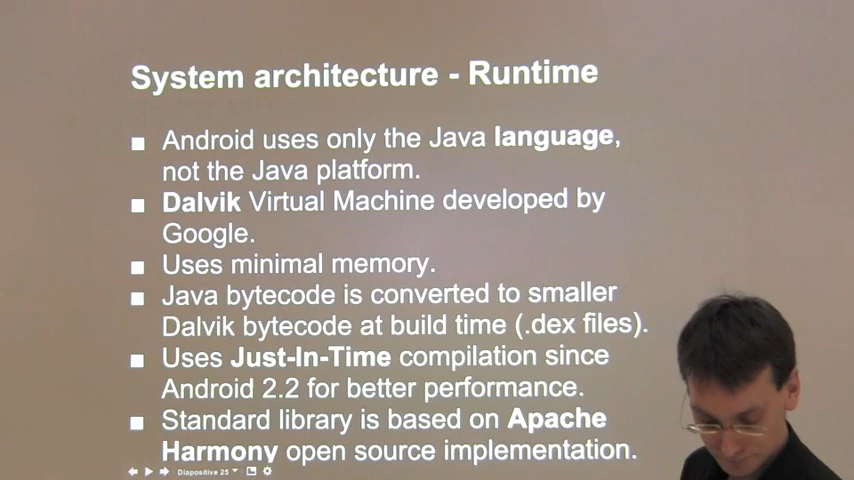 System architecture - Runtime
■ Android uses only the Java language,
not the Java platform.
■ Dalvik Virtual Machine developed by
Google.
■ Uses minimal memory.
■ Java bytecode is converted to smaller
Dalvik bytecode at build time (.dex files).
■ Uses Just-In-Time compilation since
Android 2.2 for better performance.
■ Standard library is based on Apache
Harmony open source implementation.
Diapositive 25